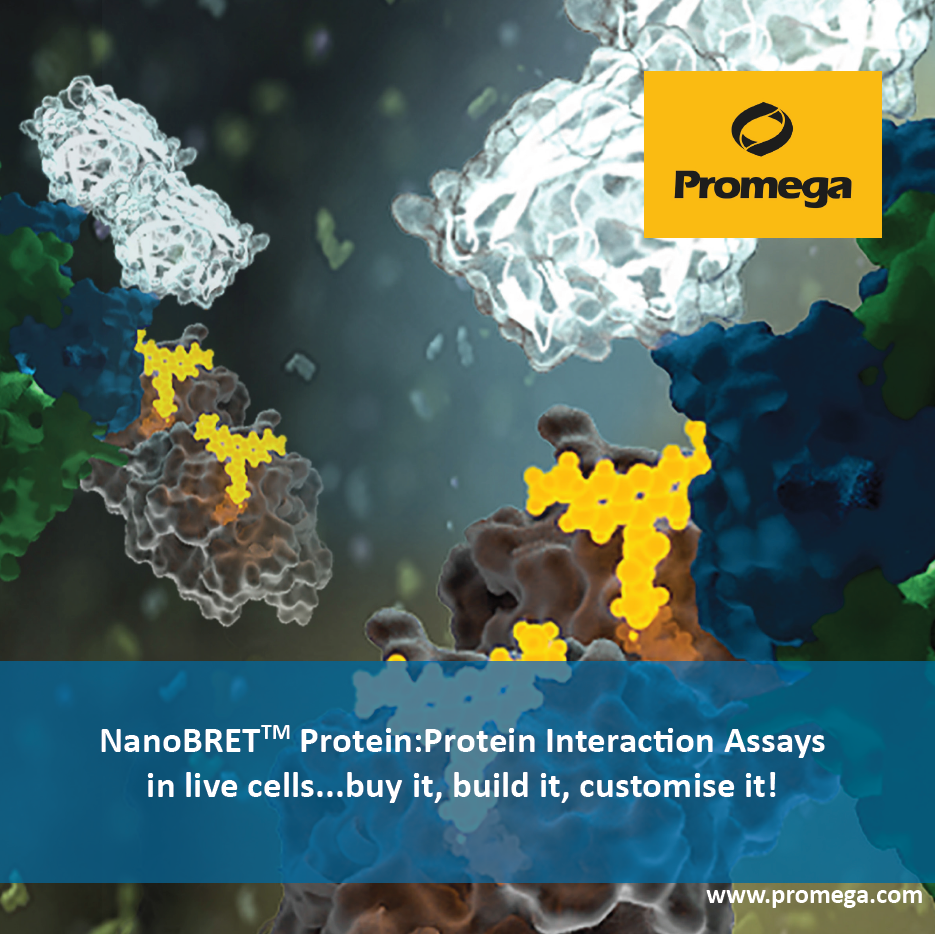 Promega
NanoBRET™ Protein:Protein Interaction Assays
in live cells...buy it, build it, customise it!
www.promega.com